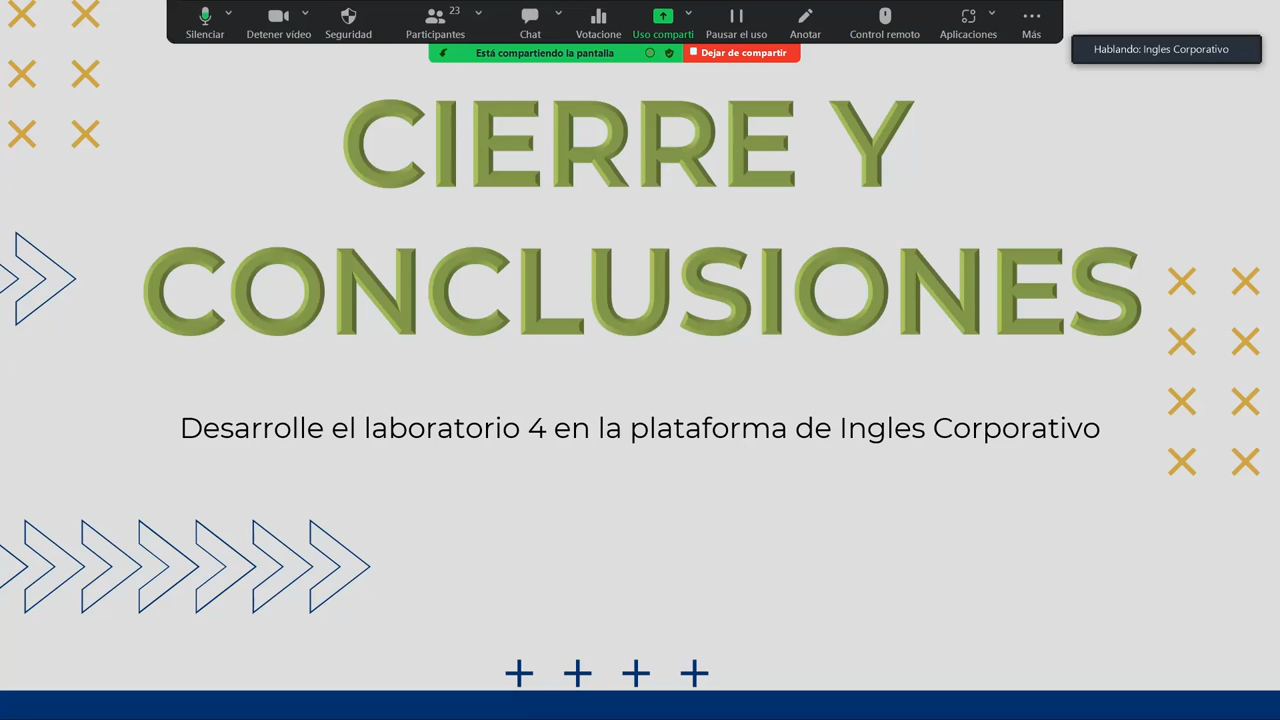 Silenciar
Detener vídeo
Seguridad
Participantes
23
Chat
Votacione
Uso comparti
Pausar el uso
Anotar
Control remoto
Aplicaciones
Más
Está compartiendo la pantalla
Dejar de compartir
Hablando: Ingles Corporativo
CIERRE Y
CONCLUSIONES
Desarrolle el laboratorio 4 en la plataforma de Ingles Corporativo